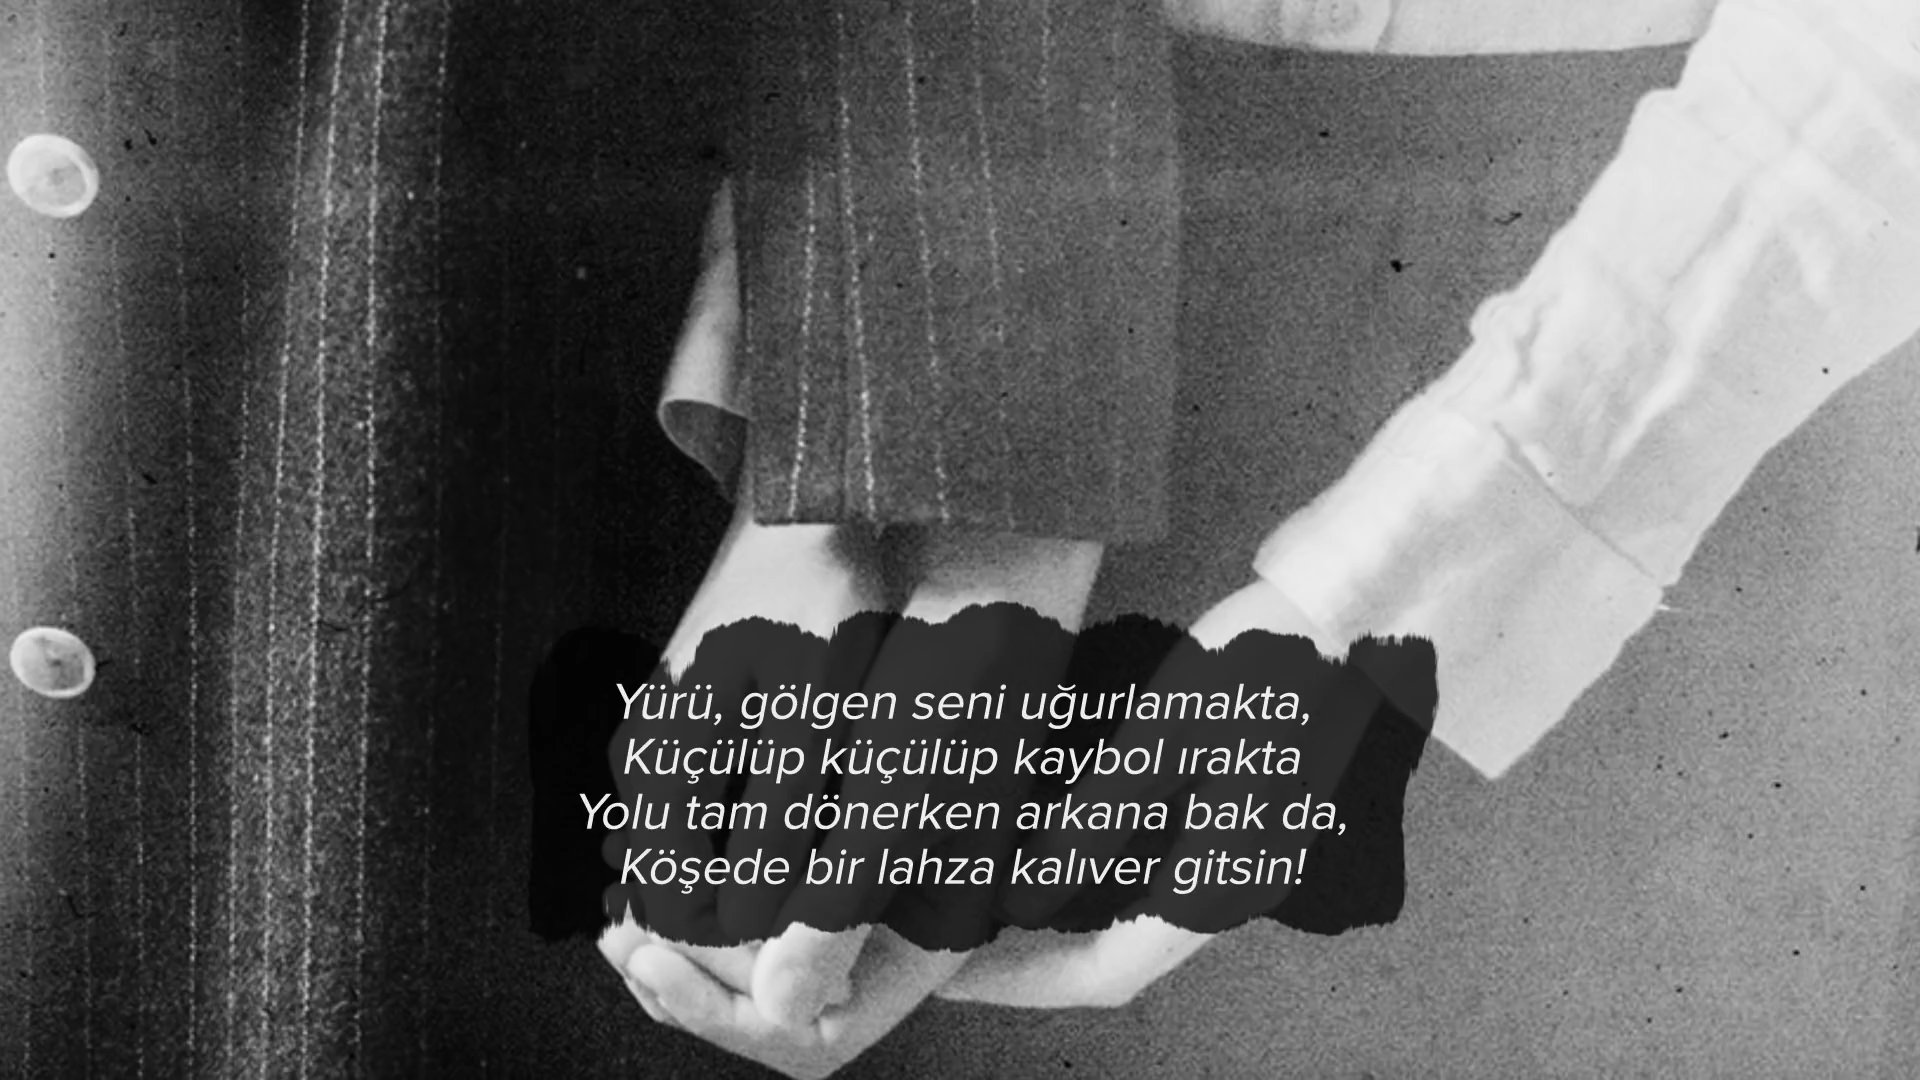 Yürü, gölgen seni uğurlamakta,
Küçülüp küçülüp kaybol ırakta
Yolu tam dönerken arkana bak da,
Köşede bir lahza kalıver gitsin!